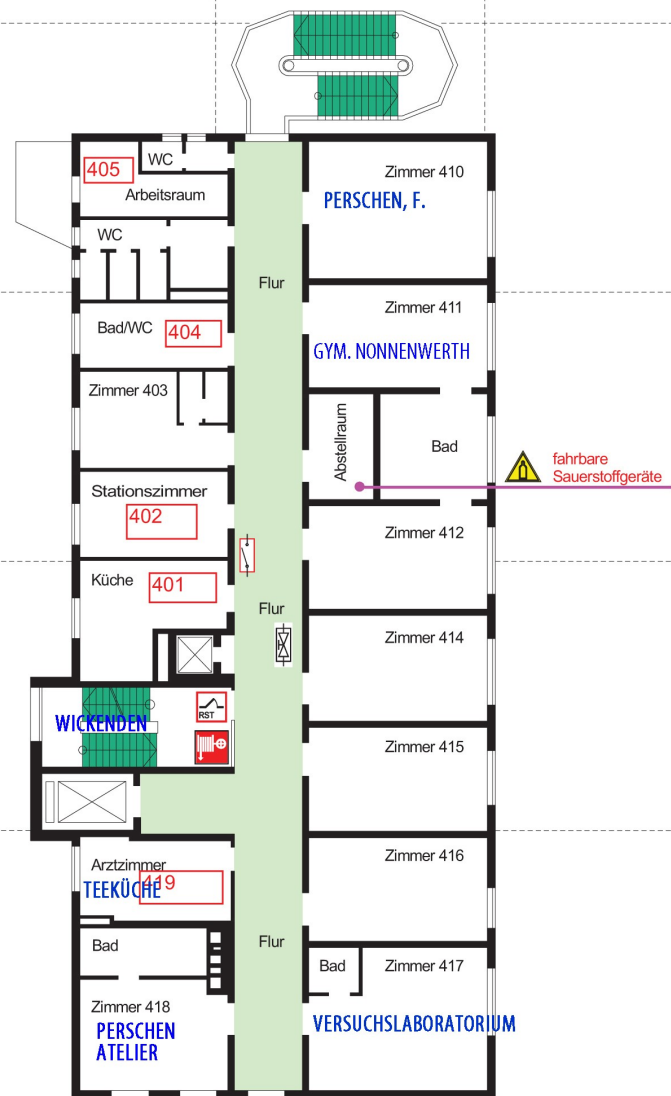 WC
405
Zimmer 410
Arbeitsraum
PERSCHEN, F.
WC
Flur
Zimmer 411
Bad/WC
404
GYM. NONNENWERTH
Zimmer 403
Abstellraum
Bad
fahrbare
Sauerstoffgeräte
Stationszimmer
402
Zimmer 412
Küche
401
Flur
Zimmer 414
RST
WICKENDEN
Zimmer 415
Arztzimmer
419
TEEKÜCHE
Zimmer 416
Bad
Flur
Bad
Zimmer 417
Zimmer 418
PERSCHEN
ATELIER
VERSUCHSLABORATORIUM